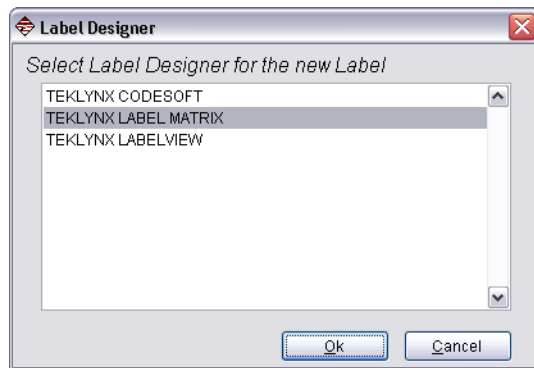 Label Designer
Select Label Designer for the new Label
TEKLYNX CODESOFT
TEKLYNX LABEL MATRIX
TEKLYNX LABELVIEW
Ok
Cancel